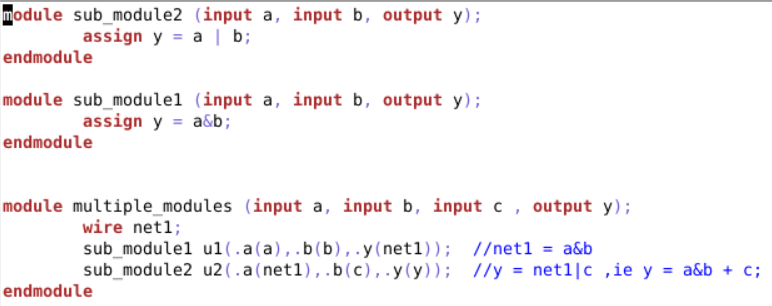 module sub_module2 (input a, input b, output y);
        assign y = a | b;
endmodule

module sub_module1 (input a, input b, output y);
        assign y = a&b;
endmodule


module multiple_modules (input a, input b, input c , output y);
        wire net1;
        sub_module1 u1(.a(a),.b(b),.y(net1));  //net1 = a&b
        sub_module2 u2(.a(net1),.b(c),.y(y));  //y = net1|c ,ie y = a&b + c;
endmodule